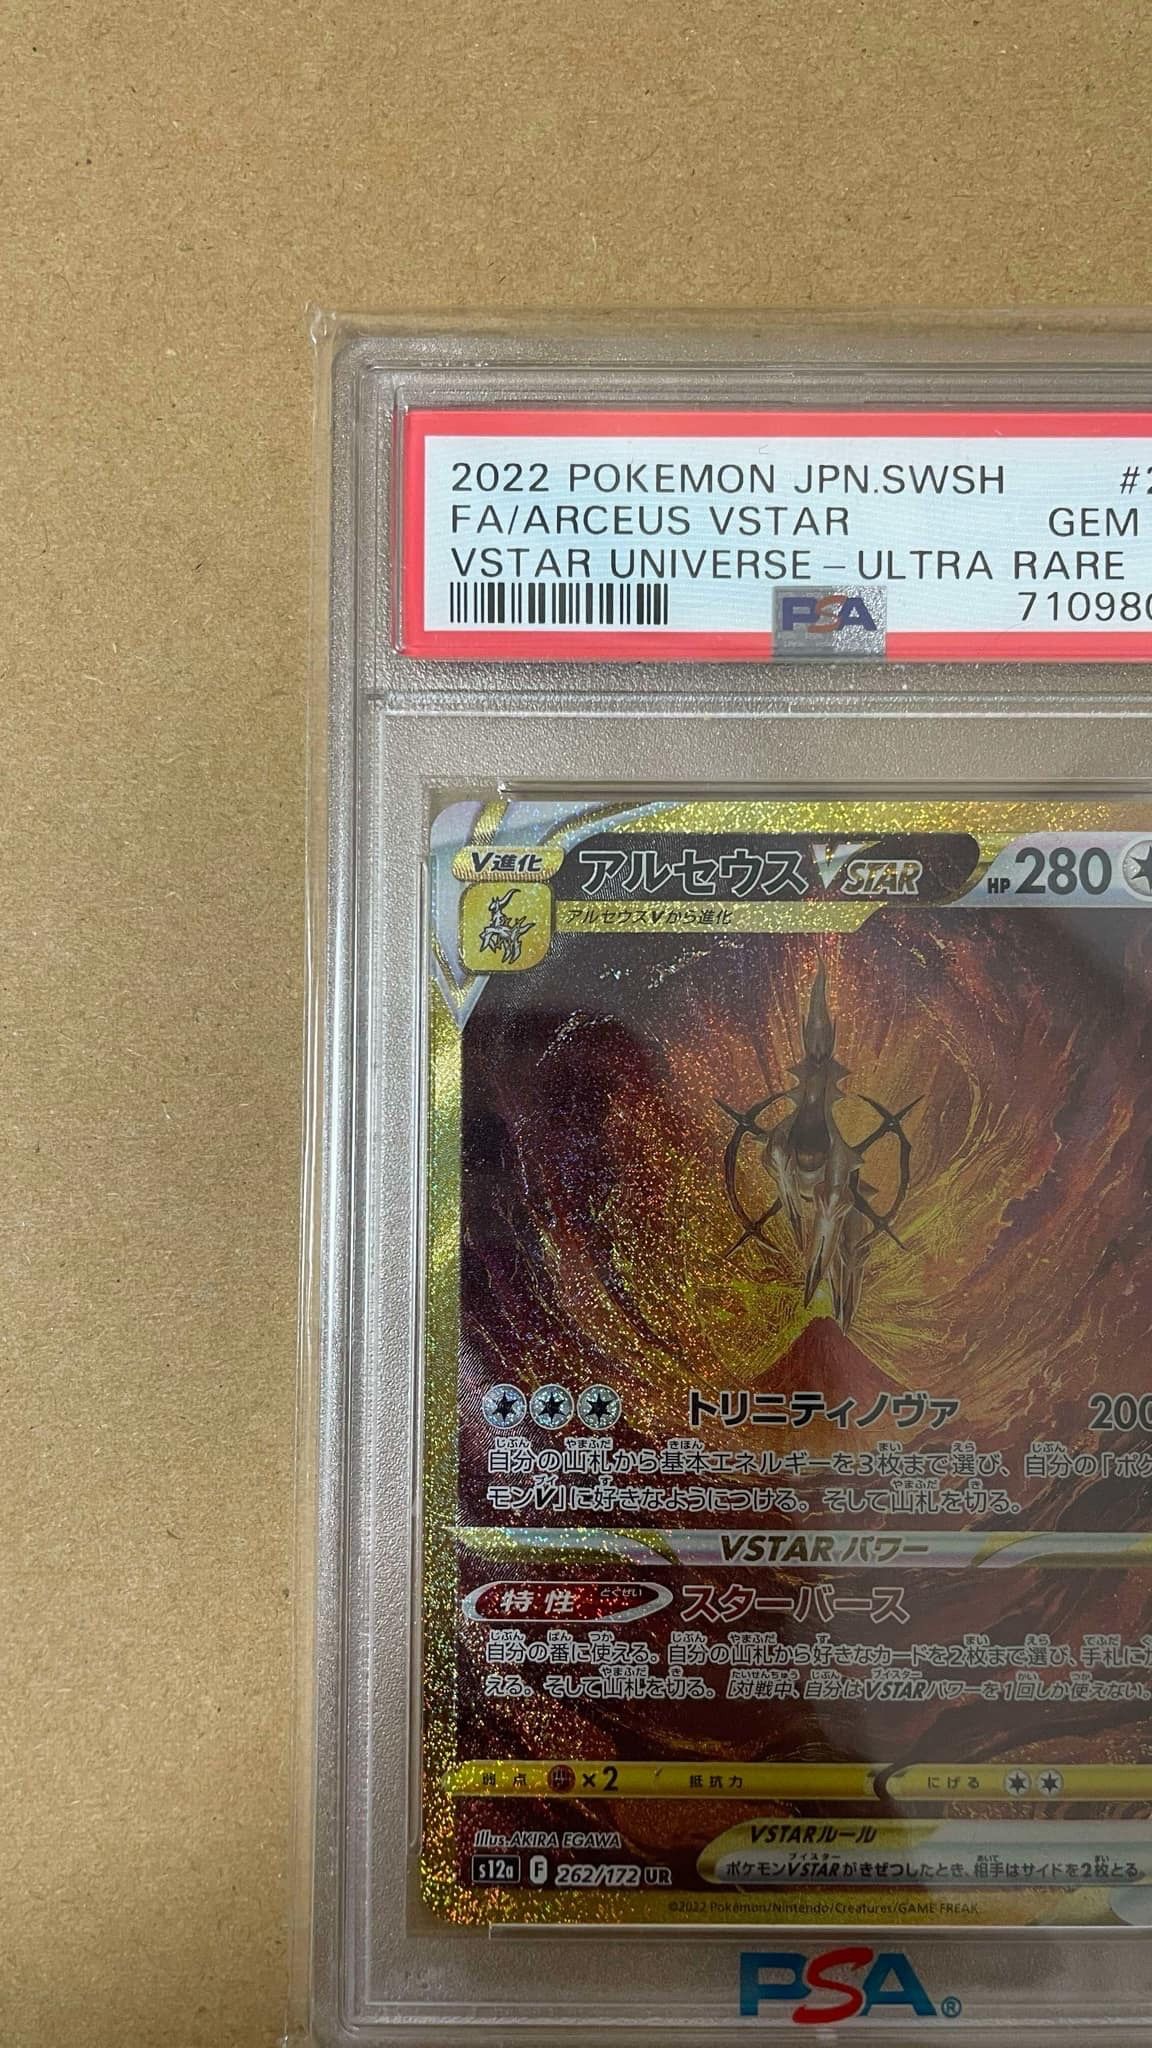 2022 POKEMON JPN.SWSH #2
FA/ARCEUS VSTAR GEM
VSTAR UNIVERSE-ULTRA RARE
PSA 710980
V進化 アルセウスVSTAR HP 280
アルセウスVから進化
トリニティノヴァ 200
自分の山札から基本エネルギーを3枚まで選び、自分の「ポケ
モンV」に好きなようにつける。そして山札を切る。
VSTARパワー
特性 スターバース
自分の番に使える。自分の山札から好きなカードを2枚まで選び、手札に加
える。そして山札を切る。[対戦中、自分はVSTARパワーを1回しか使えない。
弱点 ×2 抵抗力 にげる
Illus. AKIRA EGAWA VSTARルール
s12a F 262/172 UR ポケモンVSTARがきぜつしたとき、相手はサイドを2枚とる。
©2022 Pokémon/Nintendo/Creatures/GAME FREAK
PSA®